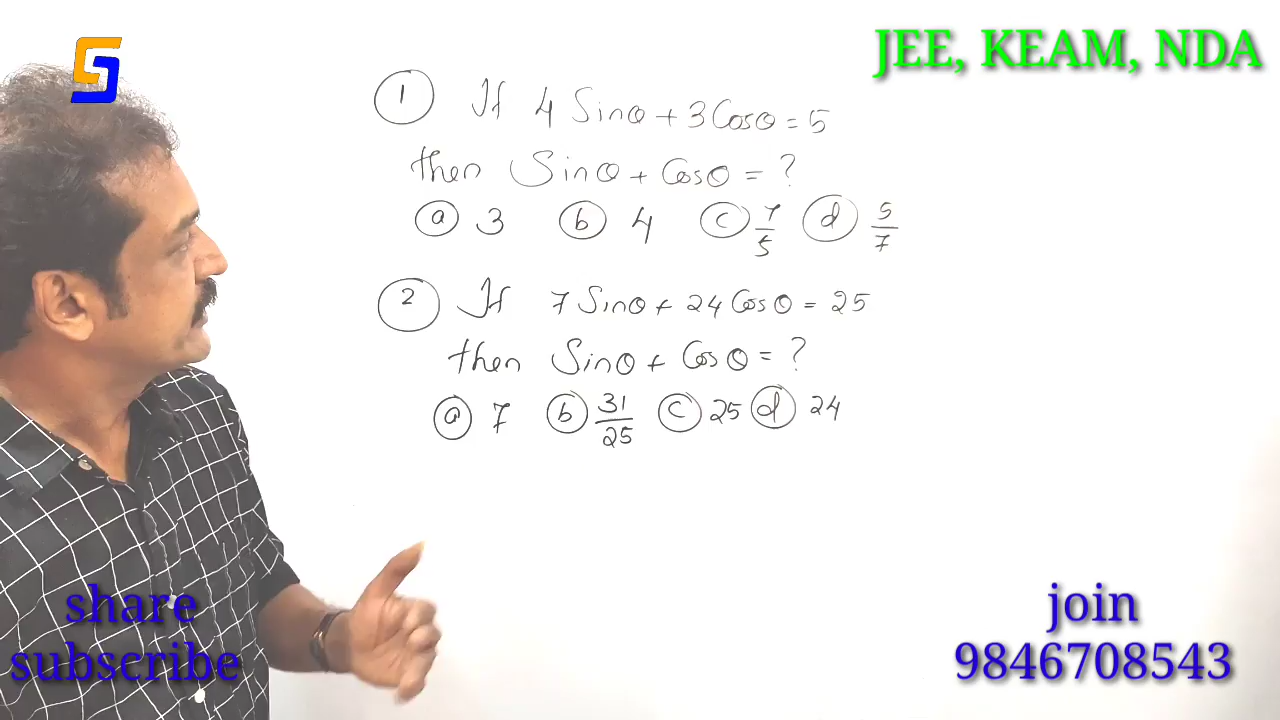 JEE, KEAM, NDA
1 If 4 Sinθ + 3 Cosθ = 5
then Sinθ + Cosθ = ?
a 3 b 4 c 7/5 d 5/7
2 If 7 Sinθ + 24 Cosθ = 25
then Sinθ + Cosθ = ?
a 7 b 31/25 c 25 d 24
share
subscribe
join
9846708543